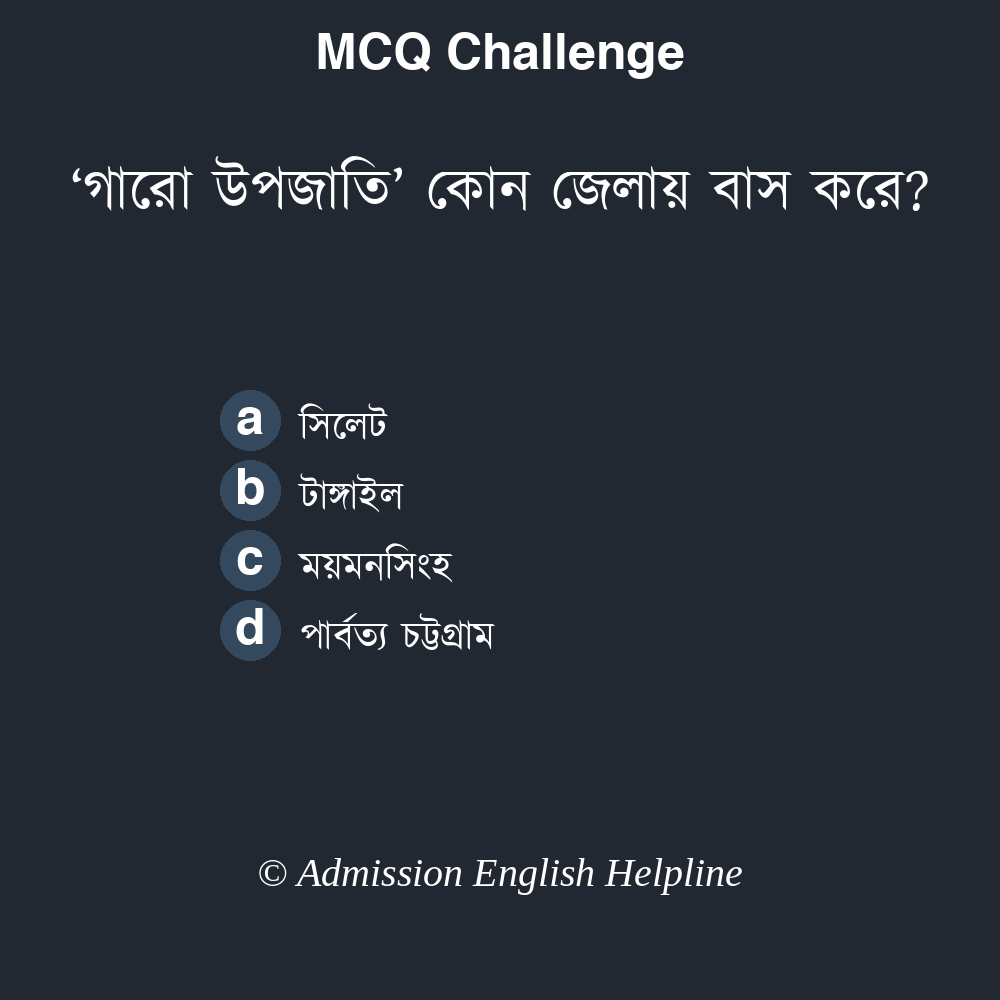 MCQ Challenge
‘গারো উপজাতি’ কোন জেলায় বাস করে?
a সিলেট
b টাঙ্গাইল
c ময়মনসিংহ
d পার্বত্য চট্টগ্রাম
© Admission English Helpline